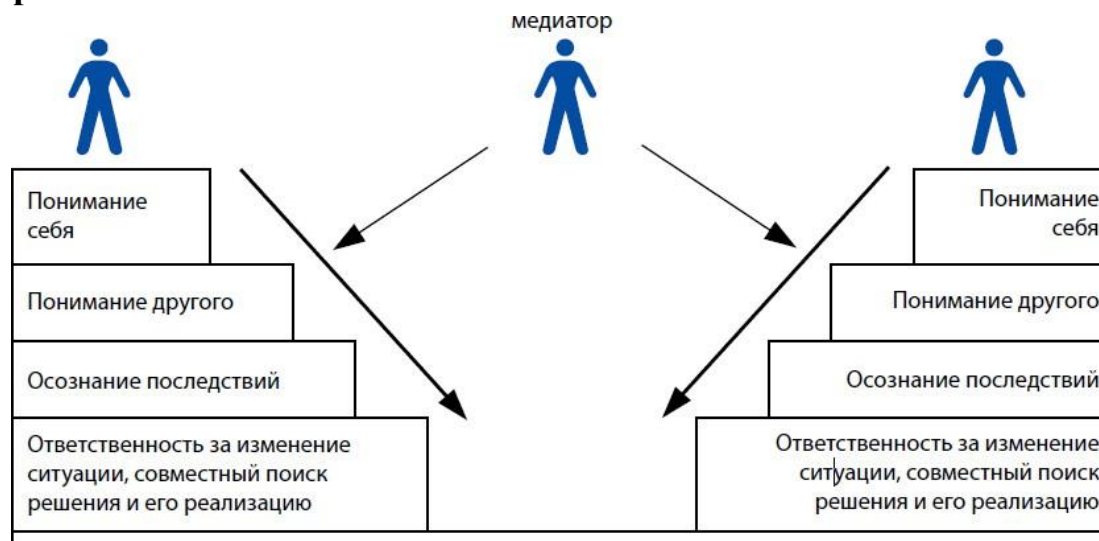 медиатор
Понимание
себя
Понимание
себя
Понимание другого
Понимание другого
Осознание последствий
Осознание последствий
Ответственность за изменение
ситуации, совместный поиск
решения и его реализацию
Ответственность за изменение
ситуации, совместный поиск
решения и его реализацию